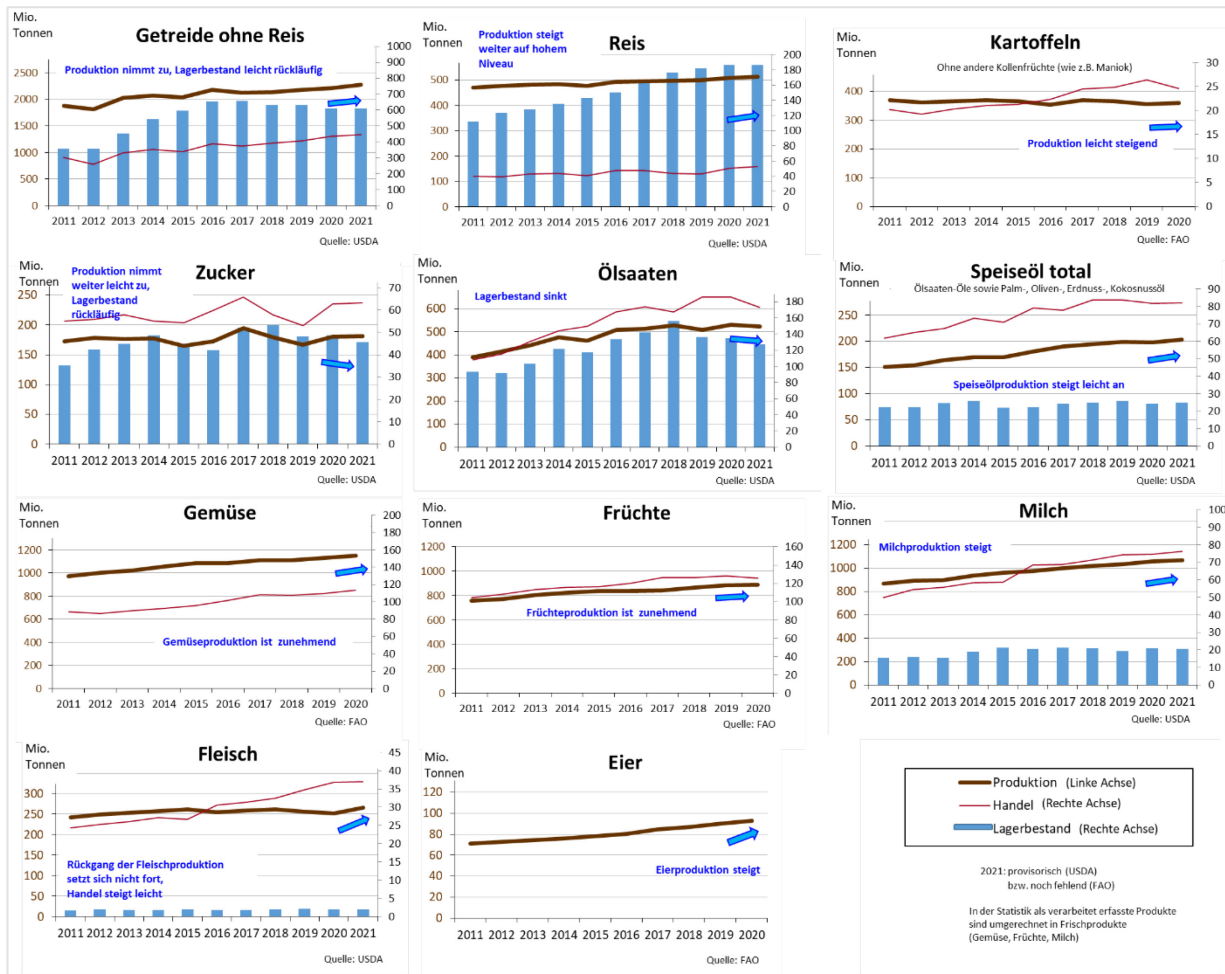 Mio.
Tonnen
Getreide ohne Reis
Produktion nimmt zu, Lagerbestand leicht rückläufig
2500
2000
1500
1000
500
0
1000
900
800
700
600
500
400
300
200
100
0
2011 2012 2013 2014 2015 2016 2017 2018 2019 2020 2021
Quelle: USDA
Mio.
Tonnen
Reis
Produktion steigt
weiter auf hohem
Niveau
500
400
300
200
100
0
200
180
160
140
120
100
80
60
40
20
0
2011 2012 2013 2014 2015 2016 2017 2018 2019 2020 2021
Quelle: USDA
Mio.
Tonnen
Kartoffeln
Ohne andere Kollenfrüchte (wie z.B. Maniok)
Produktion leicht steigend
400
300
200
100
0
30
25
20
15
10
5
0
2011 2012 2013 2014 2015 2016 2017 2018 2019 2020
Quelle: FAO
Mio.
Tonnen
Zucker
Produktion nimmt
weiter leicht zu,
Lagerbestand
rückläufig
250
200
150
100
50
0
70
60
50
40
30
20
10
0
2011 2012 2013 2014 2015 2016 2017 2018 2019 2020 2021
Quelle: USDA
Mio.
Tonnen
Ölsaaten
Lagerbestand sinkt
600
500
400
300
200
100
0
180
160
140
120
100
80
60
40
20
0
2011 2012 2013 2014 2015 2016 2017 2018 2019 2020 2021
Quelle: USDA
Mio.
Tonnen
Speiseöl total
Ölsaaten-Öle sowie Palm-, Oliven-, Erdnuss-, Kokosnussöl
Speiseölproduktion steigt leicht an
250
200
150
100
50
0
90
80
70
60
50
40
30
20
10
0
2011 2012 2013 2014 2015 2016 2017 2018 2019 2020 2021
Quelle: USDA
Mio.
Tonnen
Gemüse
Gemüseproduktion ist zunehmend
1200
1000
800
600
400
200
0
200
180
160
140
120
100
80
60
40
20
0
2011 2012 2013 2014 2015 2016 2017 2018 2019 2020
Quelle: FAO
Mio.
Tonnen
Früchte
Früchteproduktion ist zunehmend
1200
1000
800
600
400
200
0
160
140
120
100
80
60
40
20
0
2011 2012 2013 2014 2015 2016 2017 2018 2019 2020
Quelle: FAO
Mio.
Tonnen
Milch
Milchproduktion steigt
1200
1000
800
600
400
200
0
100
90
80
70
60
50
40
30
20
10
0
2011 2012 2013 2014 2015 2016 2017 2018 2019 2020 2021
Quelle: USDA
Mio.
Tonnen
Fleisch
Rückgang der Fleischproduktion
setzt sich nicht fort,
Handel steigt leicht
300
250
200
150
100
50
0
45
40
35
30
25
20
15
10
5
0
2011 2012 2013 2014 2015 2016 2017 2018 2019 2020 2021
Quelle: USDA
Mio.
Tonnen
Eier
Eierproduktion steigt
120
100
80
60
40
20
0
2011 2012 2013 2014 2015 2016 2017 2018 2019 2020
Quelle: FAO
Produktion (Linke Achse)
Handel (Rechte Achse)
Lagerbestand (Rechte Achse)
2021: provisorisch (USDA)
bzw. noch fehlend (FAO)
In der Statistik als verarbeitet erfasste Produkte
sind umgerechnet in Frischprodukte
(Gemüse, Früchte, Milch)